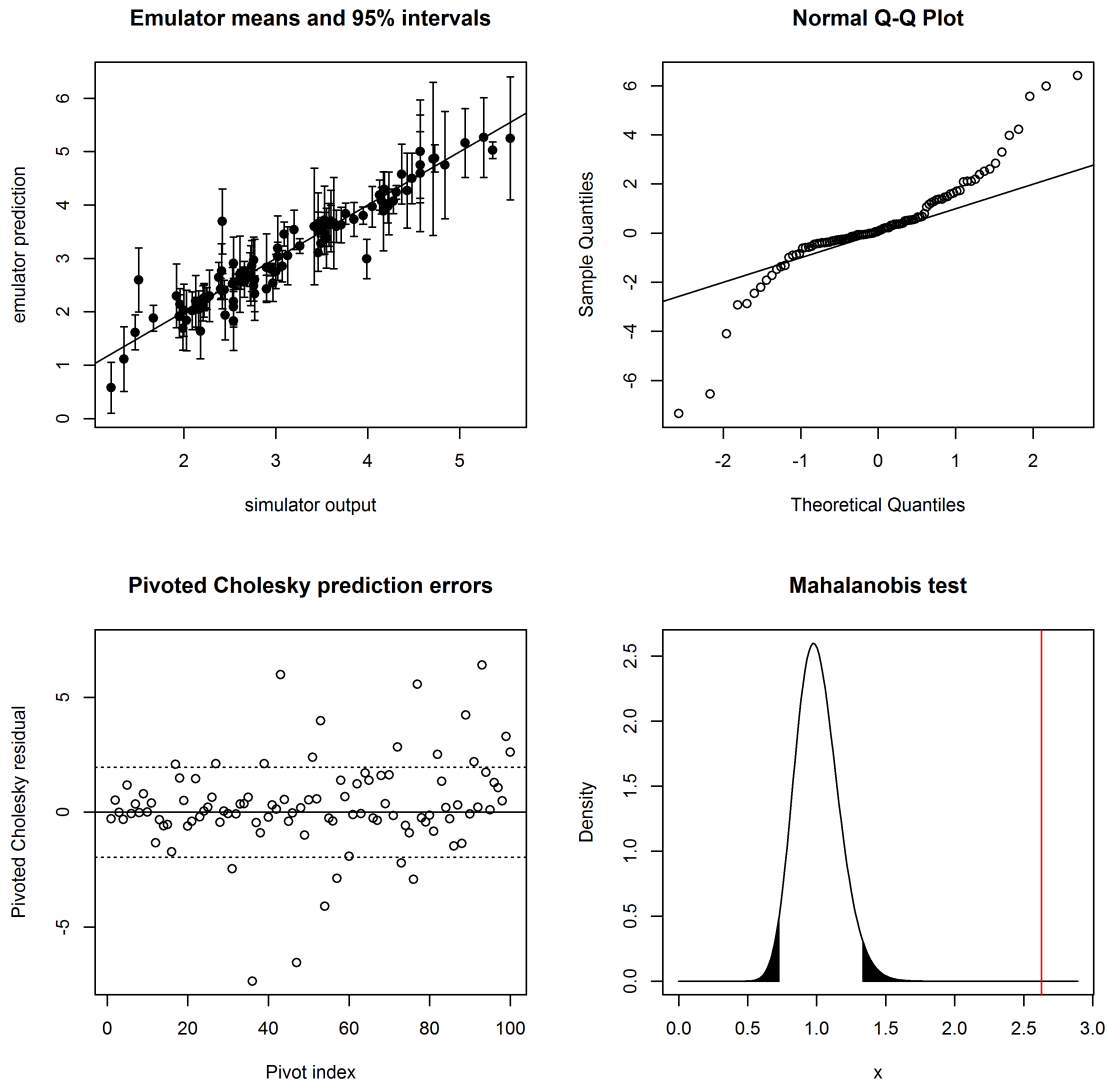 Emulator means and 95% intervals
emulator prediction
6
5
4
3
2
1
0
2 3 4 5
simulator output
Normal Q-Q Plot
Sample Quantiles
6
4
2
0
-2
-4
-6
-2 -1 0 1 2
Theoretical Quantiles
Pivoted Cholesky prediction errors
Pivoted Cholesky residual
5
0
-5
0 20 40 60 80 100
Pivot index
Mahalanobis test
Density
2.5
2.0
1.5
1.0
0.5
0.0
0.0 0.5 1.0 1.5 2.0 2.5 3.0
x